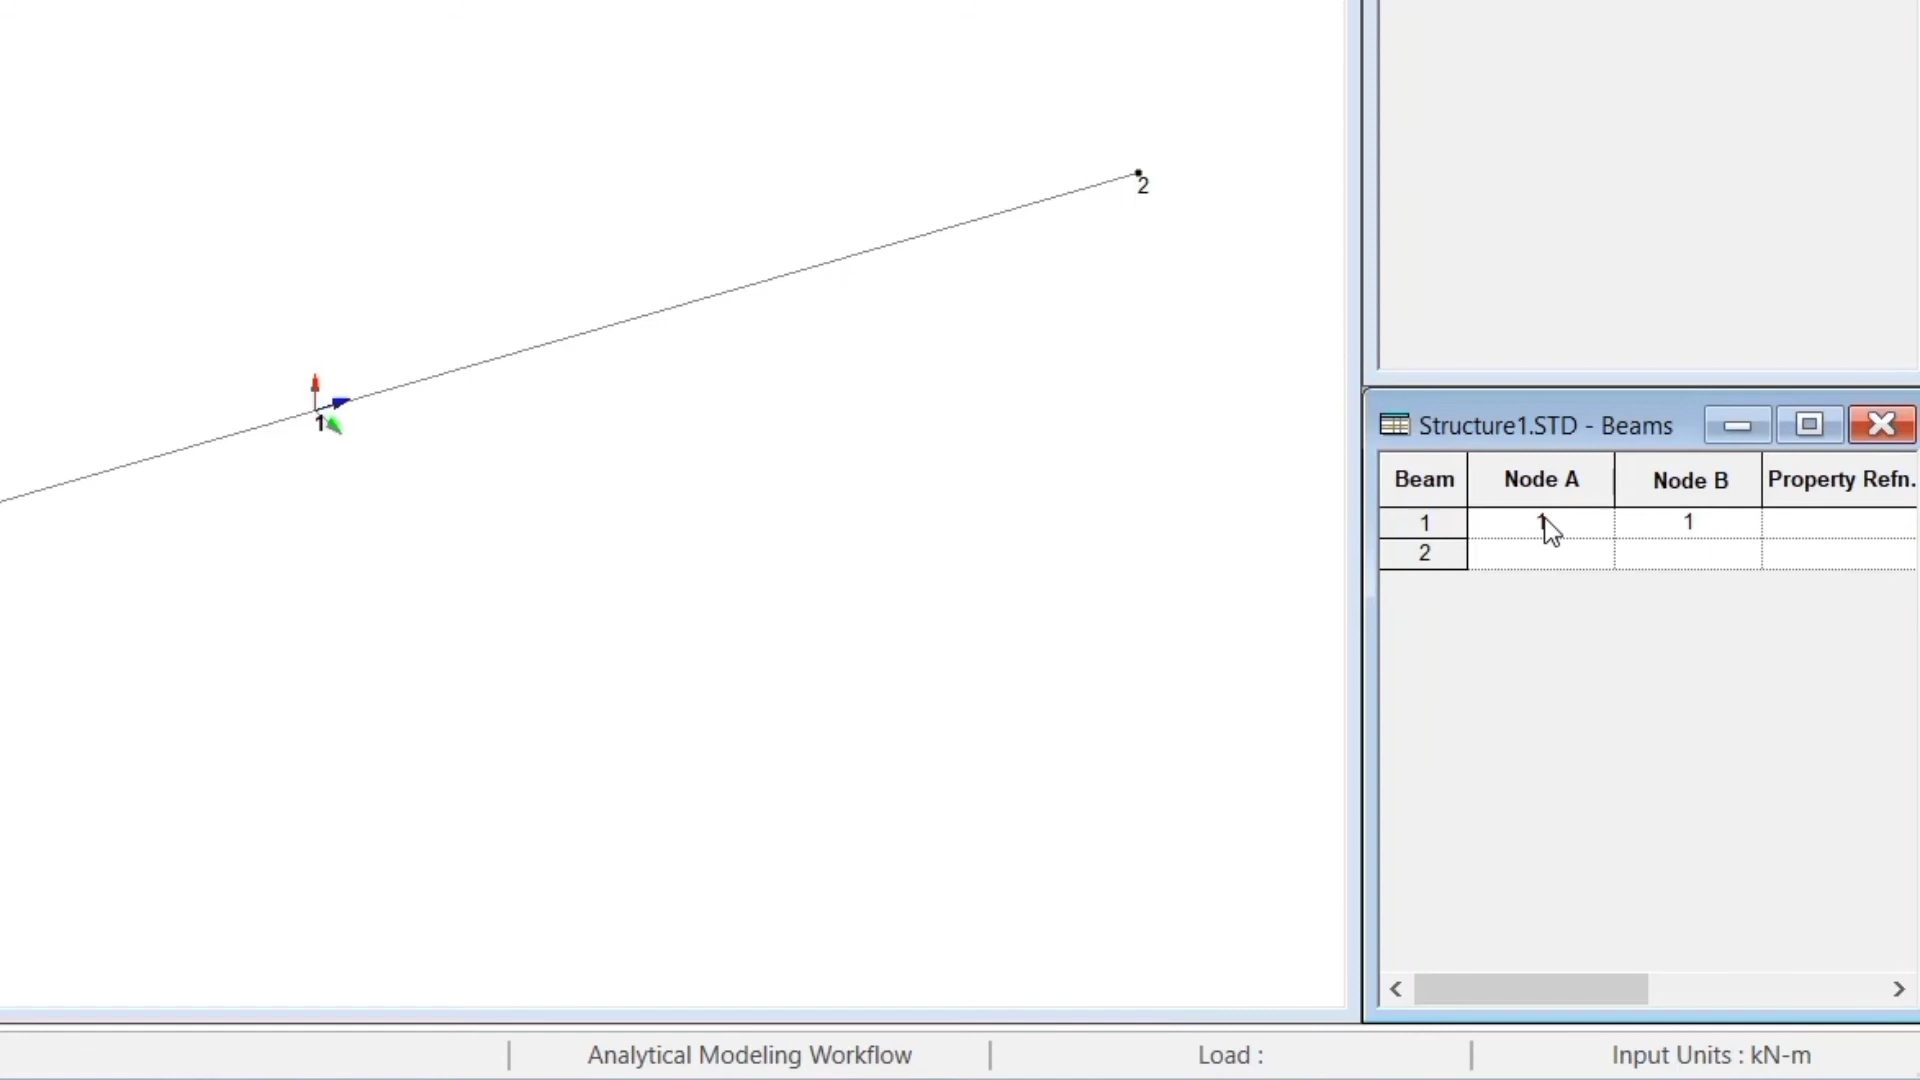 2
1
Structure1.STD - Beams
Beam Node A Node B Property Refn.
1 1 1
2
Analytical Modeling Workflow Load : Input Units : kN-m